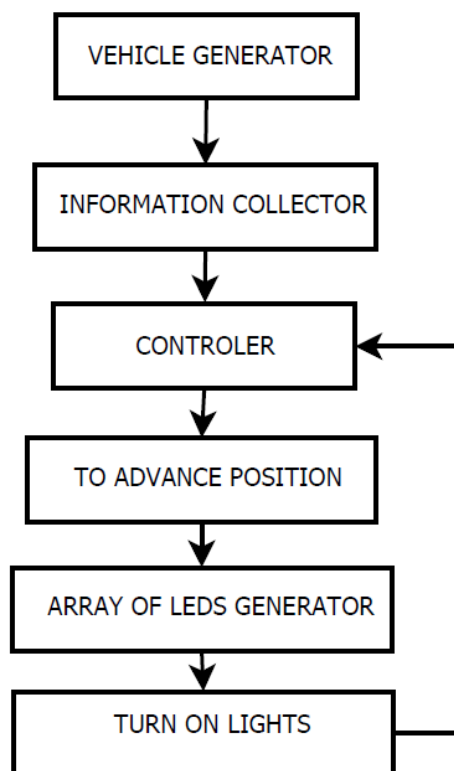 VEHICLE GENERATOR
INFORMATION COLLECTOR
CONTROLER
TO ADVANCE POSITION
ARRAY OF LEDS GENERATOR
TURN ON LIGHTS